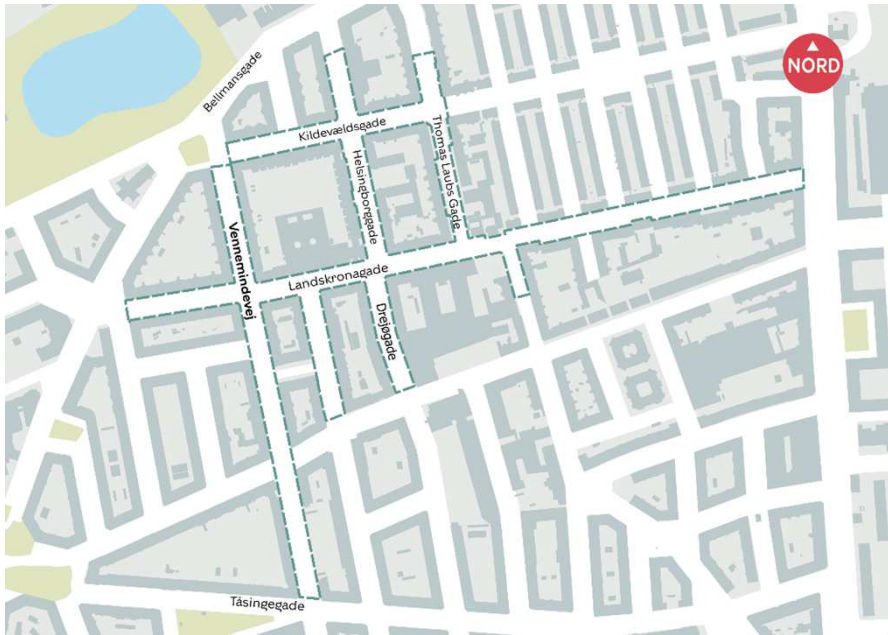 NORD
Bellmansgade
Kildevældsgade
Thomas Laubs Gade
Helsingborggade
Vennemindevej
Landskronagade
Drejøgade
Tåsingegade